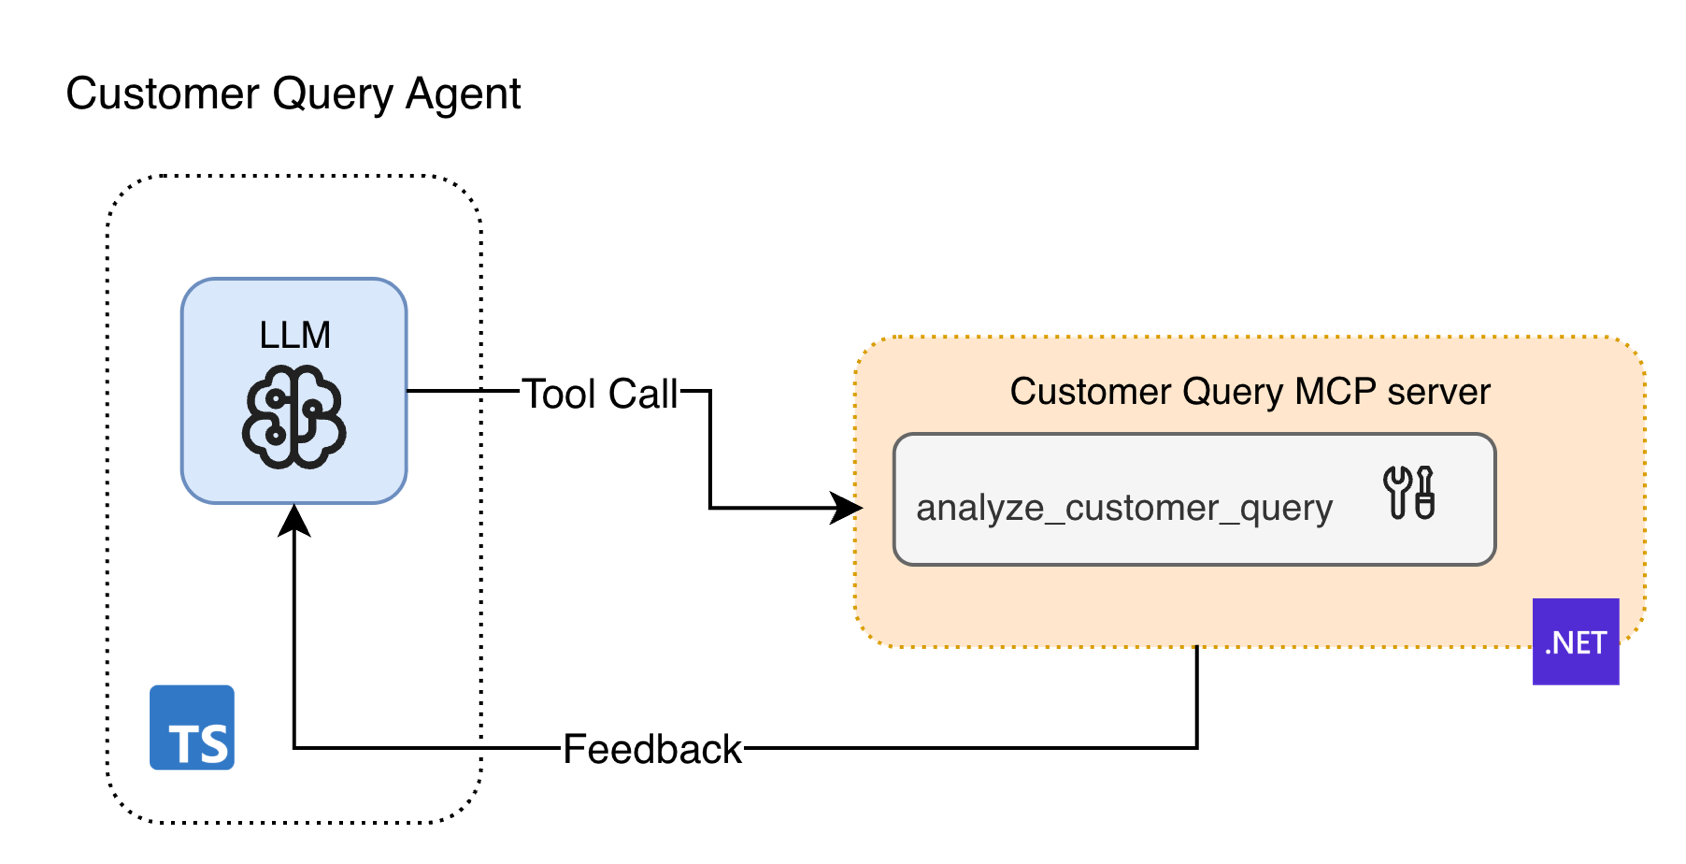 Customer Query Agent
LLM
Tool Call
Customer Query MCP server
analyze_customer_query
.NET
TS
Feedback